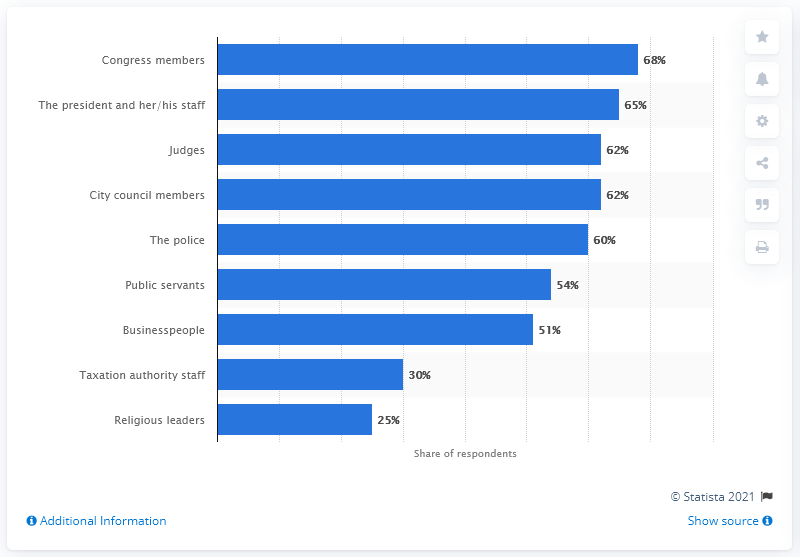 Congress members 68%
The president and her/his staff 65%
Judges 62%
City council members 62%
The police 60%
Public servants 54%
Businesspeople 51%
Taxation authority staff 30%
Religious leaders 25%
Share of respondents
© Statista 2021
Additional Information Show source